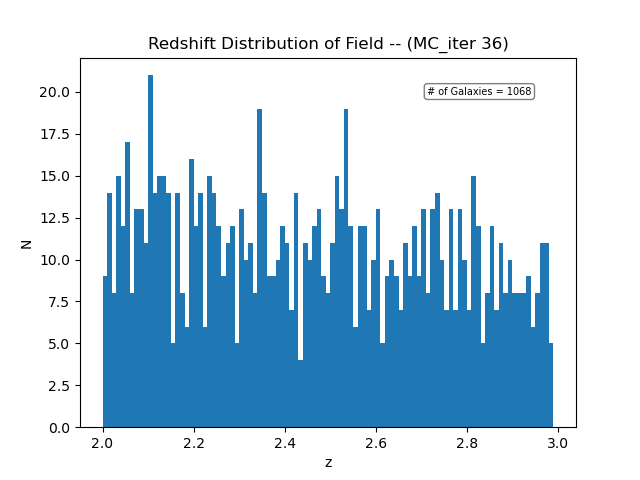 Redshift Distribution of Field -- (MC_iter 36)
# of Galaxies = 1068
20.0
17.5
15.0
12.5
10.0
7.5
5.0
2.5
0.0
N
2.0 2.2 2.4 2.6 2.8 3.0
z